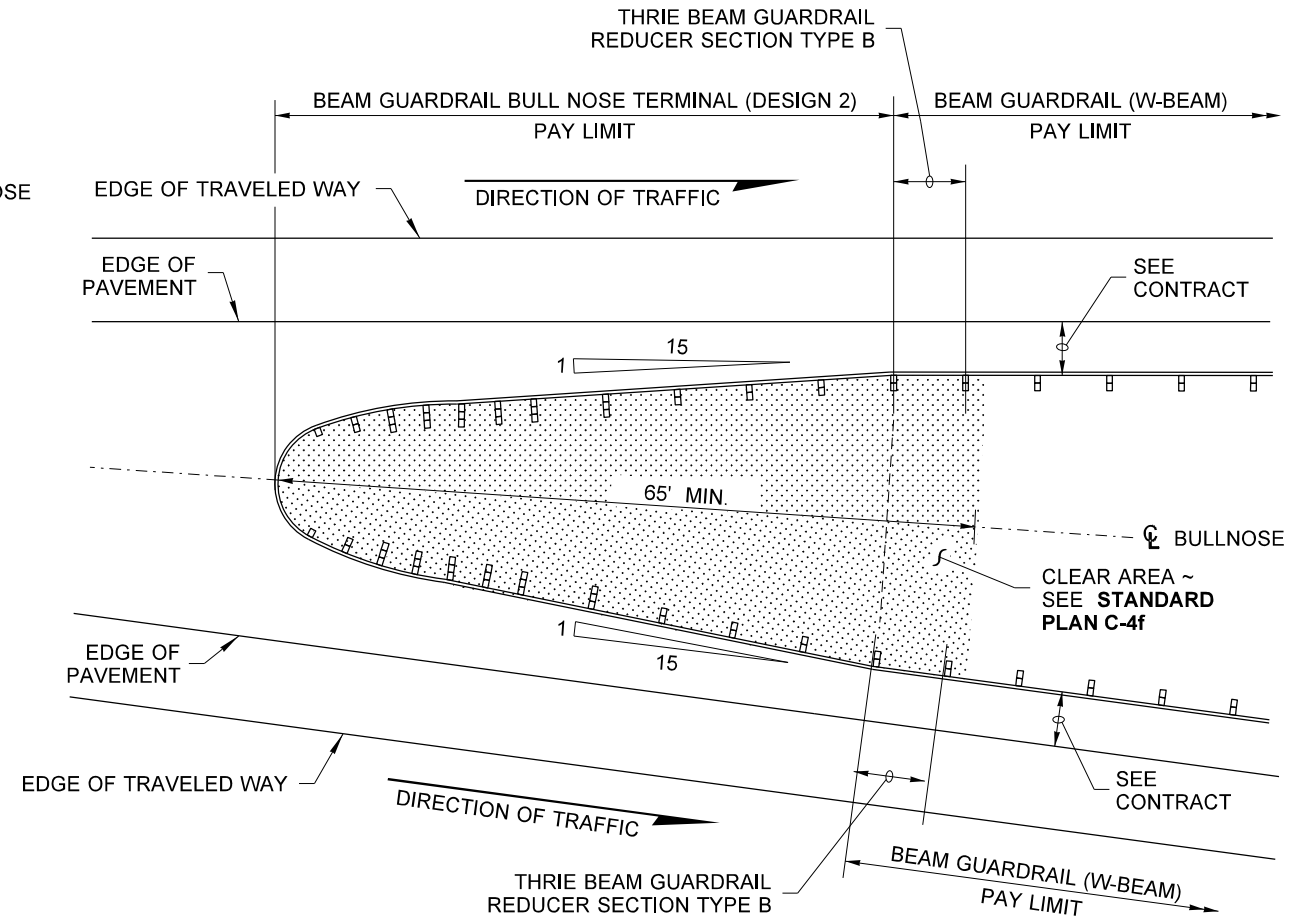 THRIE BEAM GUARDRAIL
REDUCER SECTION TYPE B
BEAM GUARDRAIL BULL NOSE TERMINAL (DESIGN 2)
PAY LIMIT
BEAM GUARDRAIL (W-BEAM)
PAY LIMIT
OSE
EDGE OF TRAVELED WAY
DIRECTION OF TRAFFIC
EDGE OF
PAVEMENT
SEE
CONTRACT
1
15
65' MIN.
℄ BULLNOSE
CLEAR AREA ~
SEE STANDARD
PLAN C-4f
1
15
EDGE OF
PAVEMENT
EDGE OF TRAVELED WAY
DIRECTION OF TRAFFIC
SEE
CONTRACT
THRIE BEAM GUARDRAIL
REDUCER SECTION TYPE B
BEAM GUARDRAIL (W-BEAM)
PAY LIMIT